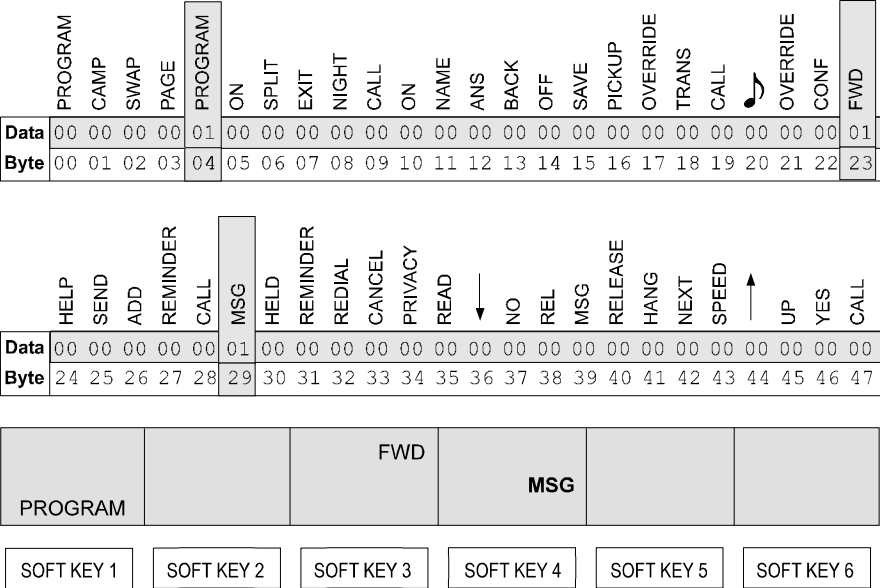 PROGRAM CAMP SWAP PAGE PROGRAM ON SPLIT EXIT NIGHT CALL ON NAME ANS BACK OFF SAVE PICKUP OVERRIDE TRANS CALL ♪ OVERRIDE CONF FWD
Data 00 00 00 00 01 00 00 00 00 00 00 00 00 00 00 00 00 00 00 00 00 00 00 01
Byte 00 01 02 03 04 05 06 07 08 09 10 11 12 13 14 15 16 17 18 19 20 21 22 23
HELP SEND ADD REMINDER CALL MSG HELD REMINDER REDIAL CANCEL PRIVACY READ ↓ NO REL MSG RELEASE HANG NEXT SPEED ↑ UP YES CALL
Data 00 00 00 00 00 01 00 00 00 00 00 00 00 00 00 00 00 00 00 00 00 00 00 00
Byte 24 25 26 27 28 29 30 31 32 33 34 35 36 37 38 39 40 41 42 43 44 45 46 47
FWD
MSG
PROGRAM
SOFT KEY 1 SOFT KEY 2 SOFT KEY 3 SOFT KEY 4 SOFT KEY 5 SOFT KEY 6